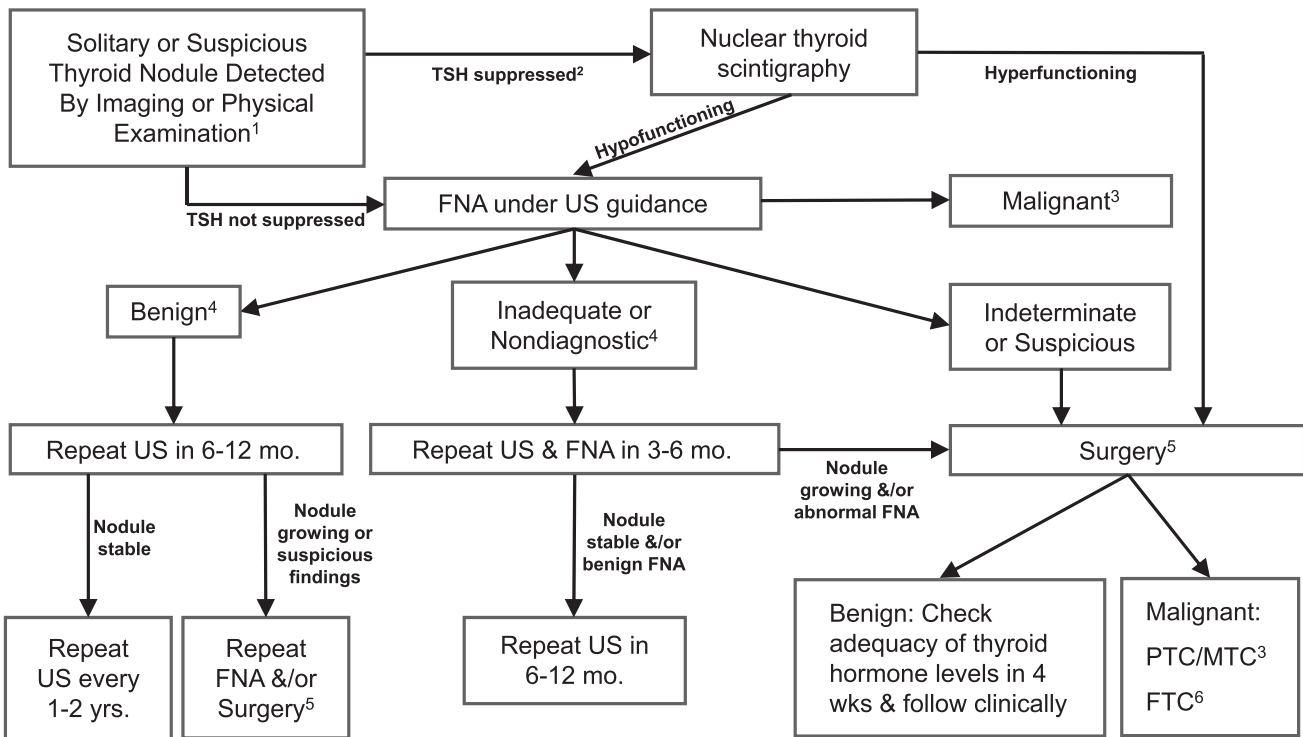 Solitary or Suspicious
Thyroid Nodule Detected
By Imaging or Physical
Examination¹
TSH suppressed²
Nuclear thyroid
scintigraphy
Hyperfunctioning
Hypofunctioning
TSH not suppressed
FNA under US guidance
Malignant³
Benign⁴
Inadequate or
Nondiagnostic⁴
Indeterminate
or Suspicious
Repeat US in 6-12 mo.
Repeat US & FNA in 3-6 mo.
Nodule
growing &/or
abnormal FNA
Surgery⁵
Nodule
stable
Nodule
growing or
suspicious
findings
Nodule
stable &/or
benign FNA
Repeat
US every
1-2 yrs.
Repeat
FNA &/or
Surgery⁵
Repeat US in
6-12 mo.
Benign: Check
adequacy of thyroid
hormone levels in 4
wks & follow clinically
Malignant:
PTC/MTC³
FTC⁶